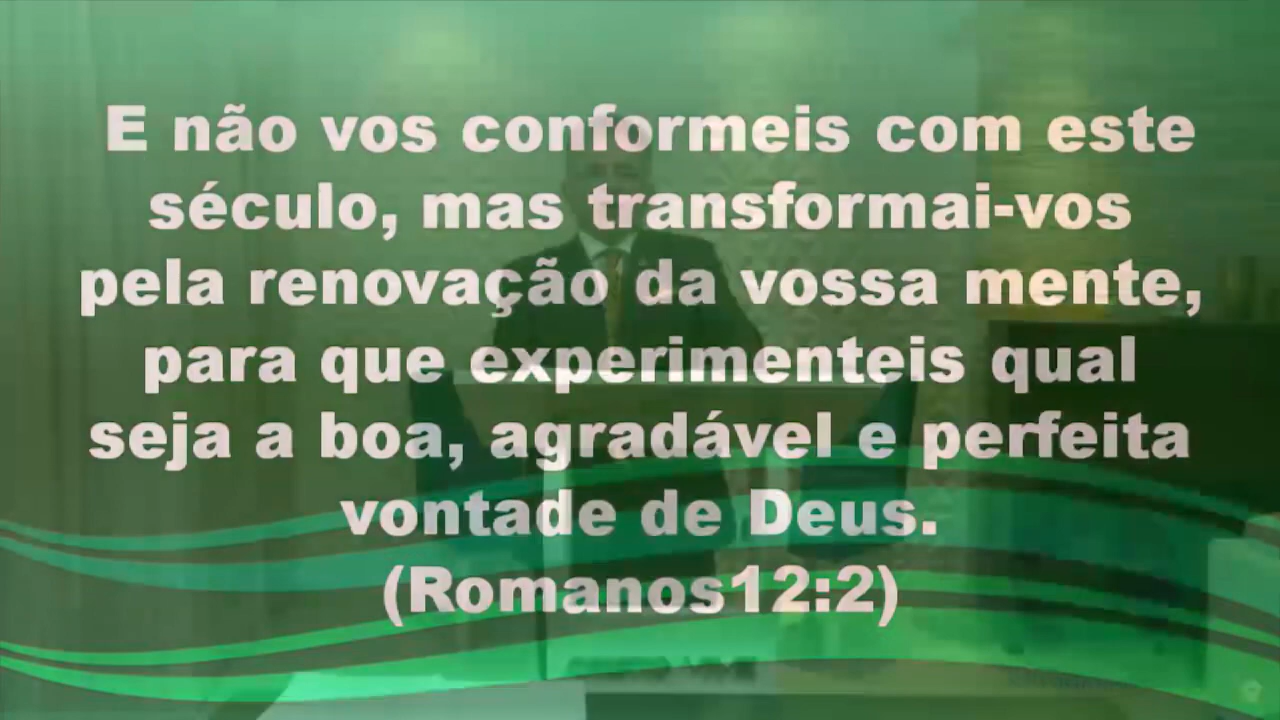 E não vos conformeis com este
século, mas transformai-vos
pela renovação da vossa mente,
para que experimenteis qual
seja a boa, agradável e perfeita
vontade de Deus.
(Romanos12:2)